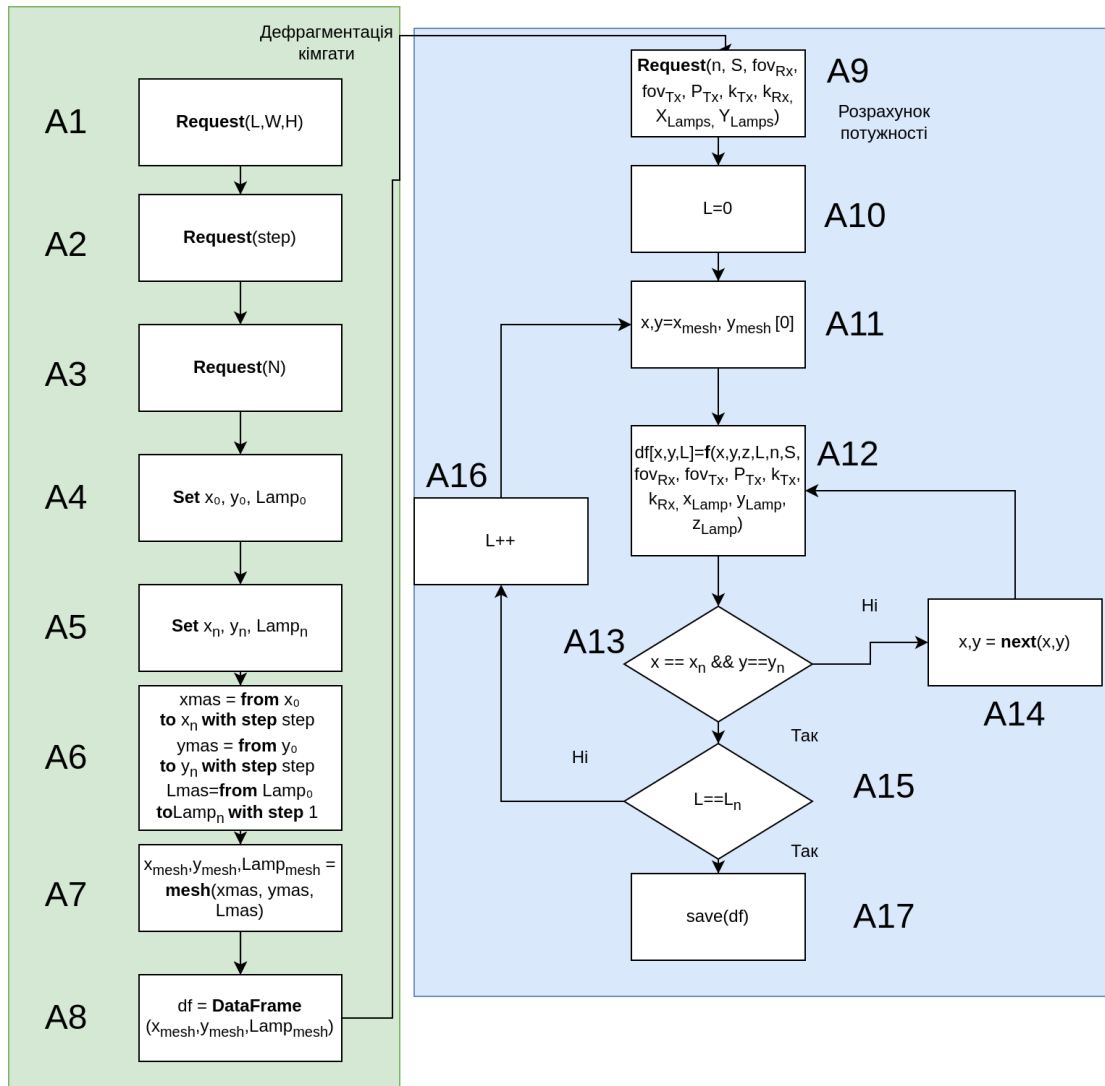 Дефрагментація
кімгати
A1
Request(L,W,H)
A2
Request(step)
A3
Request(N)
A4
Set x₀, y₀, Lamp₀
A5
Set xn, yn, Lampn
A6
xmas = from x₀
to xn with step step
ymas = from y₀
to yn with step step
Lmas=from Lamp₀
toLampn with step 1
A7
xmesh,ymesh,Lampmesh =
mesh(xmas, ymas,
Lmas)
A8
df = DataFrame
(xmesh,ymesh,Lampmesh)
Request(n, S, fovRx,
fovTx, PTx, kTx, kRx,
XLamps, YLamps)
A9
Розрахунок
потужності
L=0
A10
x,y=xmesh, ymesh [0]
A11
df[x,y,L]=f(x,y,z,L,n,S,
fovRx, fovTx, PTx, kTx,
kRx, xLamp, yLamp,
zLamp)
A12
A16
L++
A13
x == xn && y==yn
Ні
x,y = next(x,y)
A14
Так
Ні
L==Ln
A15
Так
save(df)
A17